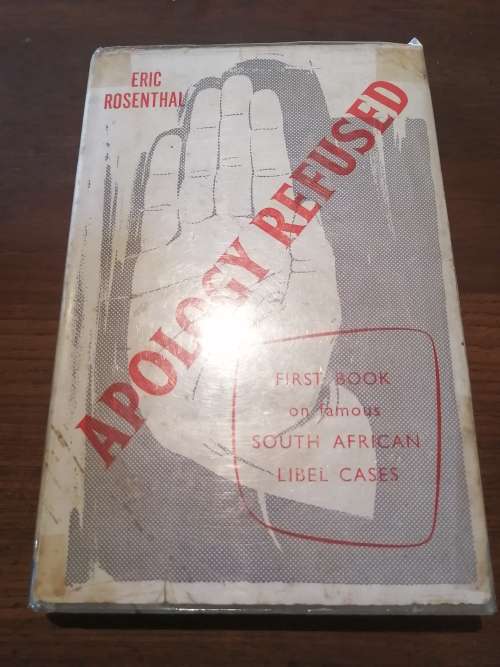 ERIC
ROSENTHAL
APOLOGY REFUSED
FIRST BOOK
on famous
SOUTH AFRICAN
LIBEL CASES